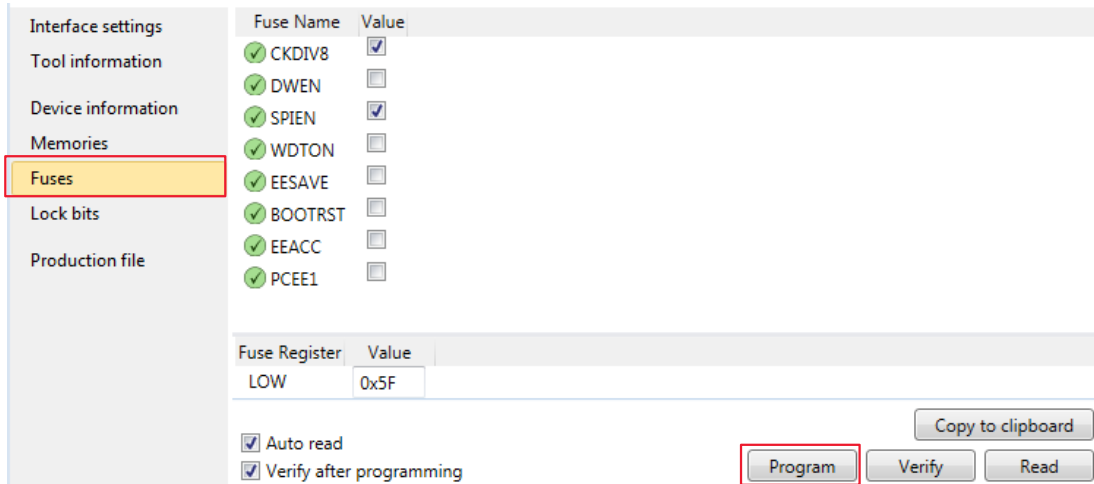 Interface settings
Tool information
Device information
Memories
Fuses
Lock bits
Production file
Fuse Name Value
CKDIV8
DWEN
SPIEN
WDTON
EESAVE
BOOTRST
EEACC
PCEE1
Fuse Register Value
LOW 0x5F
Copy to clipboard
Auto read
Verify after programming
Program Verify Read